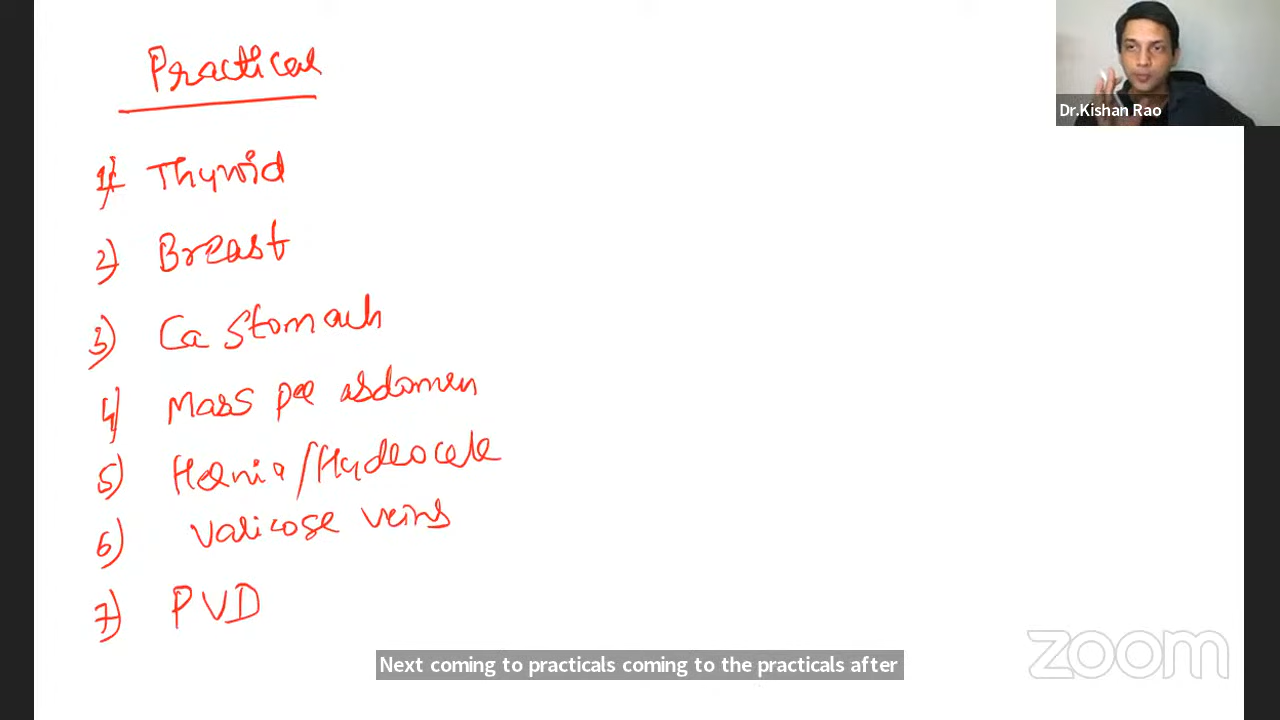 Practical
Dr.Kishan Rao
1) Thyroid
2) Breast
3) Ca Stomach
4) Mass per abdomen
5) Hernia/Hydrocele
6) Varicose veins
7) PVD
Next coming to practicals coming to the practicals after
zoom